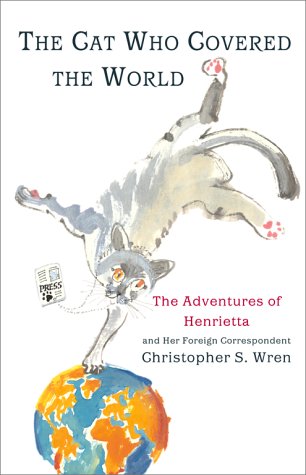 THE CAT WHO COVERED
THE WORLD
PRESS
The Adventures of
Henrietta
and Her Foreign Correspondent
Christopher S. Wren